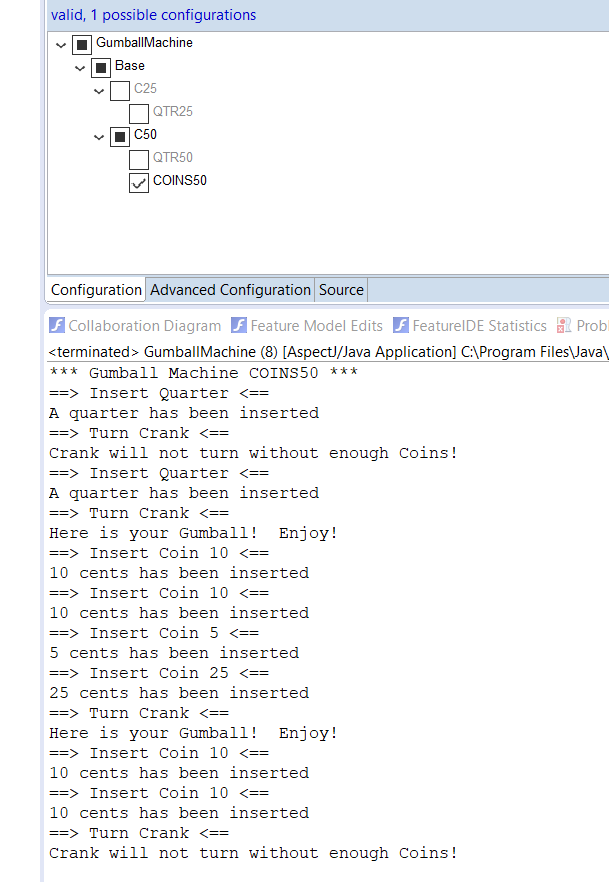 valid, 1 possible configurations
GumballMachine
Base
C25
QTR25
C50
QTR50
COINS50
Configuration Advanced Configuration Source
Collaboration Diagram Feature Model Edits FeatureIDE Statistics Probl
<terminated> GumballMachine (8) [AspectJ/Java Application] C:\Program Files\Java\
*** Gumball Machine COINS50 ***
==> Insert Quarter <==
A quarter has been inserted
==> Turn Crank <==
Crank will not turn without enough Coins!
==> Insert Quarter <==
A quarter has been inserted
==> Turn Crank <==
Here is your Gumball!  Enjoy!
==> Insert Coin 10 <==
10 cents has been inserted
==> Insert Coin 10 <==
10 cents has been inserted
==> Insert Coin 5 <==
5 cents has been inserted
==> Insert Coin 25 <==
25 cents has been inserted
==> Turn Crank <==
Here is your Gumball!  Enjoy!
==> Insert Coin 10 <==
10 cents has been inserted
==> Insert Coin 10 <==
10 cents has been inserted
==> Turn Crank <==
Crank will not turn without enough Coins!